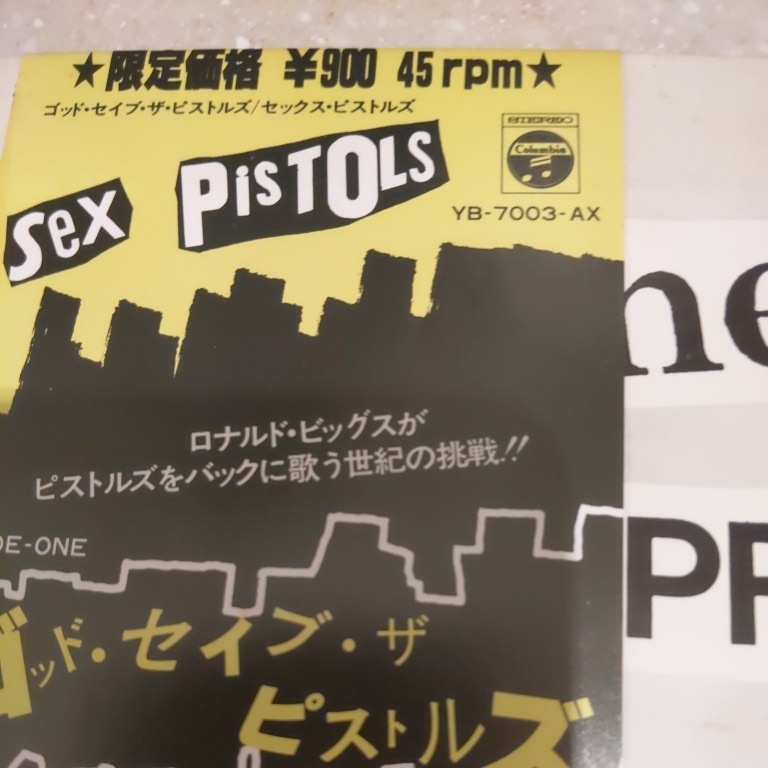 ★限定価格 ¥900 45rpm★
ゴッド・セイブ・ザ・ピストルズ/セックス・ピストルズ
STEREO
Columbia
SEX PiSTOLS
YB-7003-AX
ne
ロナルド・ビッグスが
ピストルズをバックに歌う世紀の挑戦!!
DE-ONE
PR
ゴッド・セイブ・ザ
ピストルズ